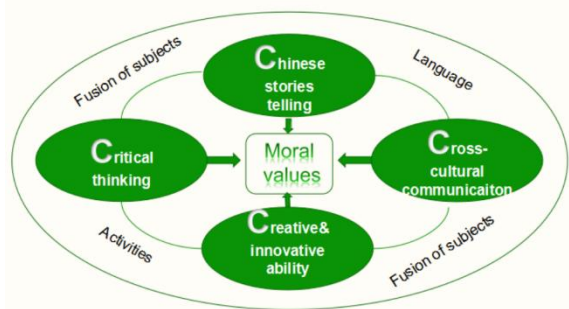 Fusion of subjects
Language
Chinese
stories
telling
Critical
thinking
Moral
values
Cross-
cultural
communicaiton
Creative&
innovative
ability
Activities
Fusion of subjects